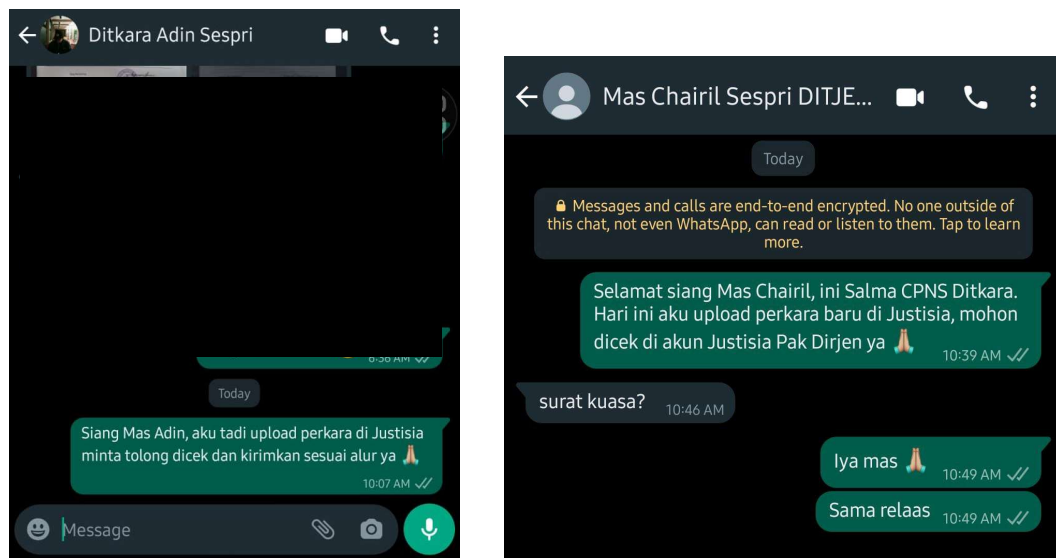 Ditkara Adin Sespri
6:36 AM
Today
Siang Mas Adin, aku tadi upload perkara di Justisia
minta tolong dicek dan kirimkan sesuai alur ya 🙏🏼
10:07 AM
Message
Mas Chairil Sespri DITJE...
Today
Messages and calls are end-to-end encrypted. No one outside of
this chat, not even WhatsApp, can read or listen to them. Tap to learn
more.
Selamat siang Mas Chairil, ini Salma CPNS Ditkara.
Hari ini aku upload perkara baru di Justisia, mohon
dicek di akun Justisia Pak Dirjen ya 🙏🏼
10:39 AM
surat kuasa?
10:46 AM
Iya mas 🙏🏼
10:49 AM
Sama relaas
10:49 AM